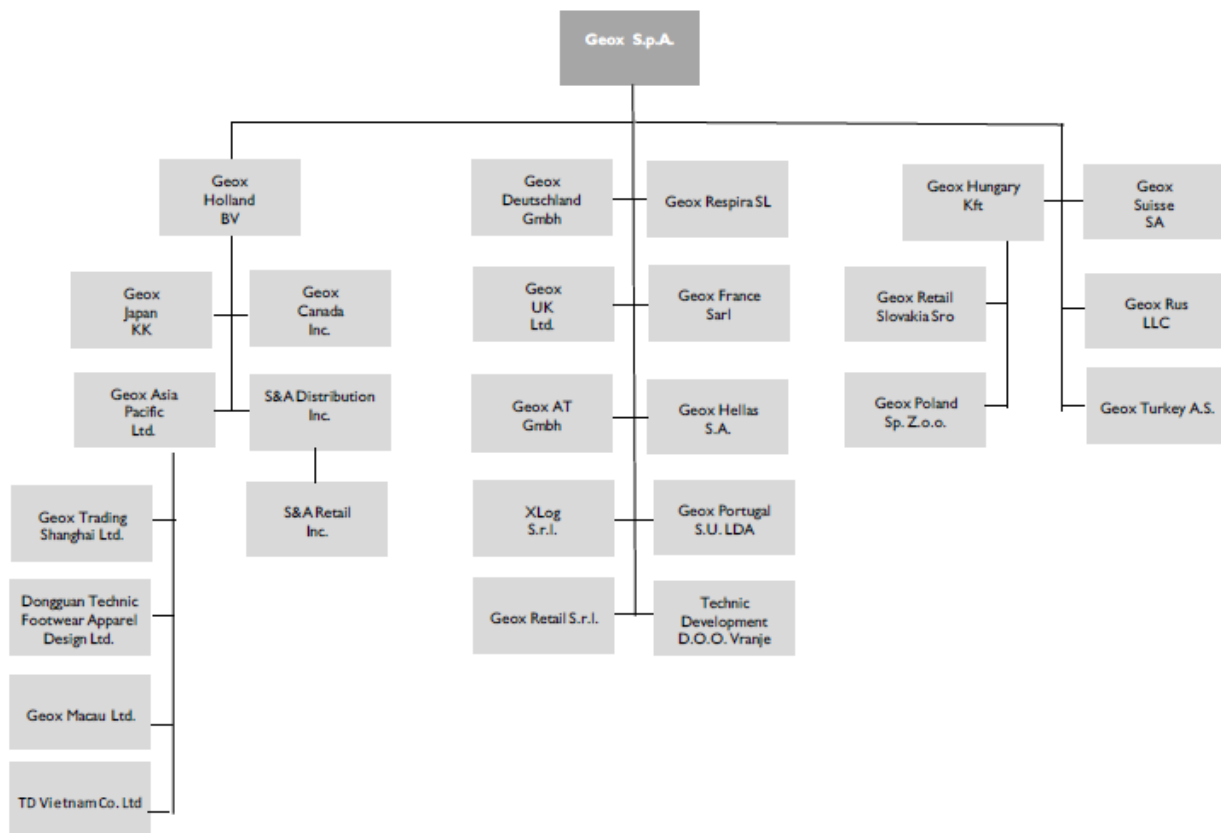 Geox S.p.A.
Geox
Holland
BV
Geox
Deutschland
Gmbh
Geox Respira SL
Geox Hungary
Kft
Geox
Suisse
SA
Geox
Japan
KK
Geox
Canada
Inc.
Geox
UK
Ltd.
Geox France
Sarl
Geox Retail
Slovakia Sro
Geox Rus
LLC
Geox Asia
Pacific
Ltd.
S&A Distribution
Inc.
Geox AT
Gmbh
Geox Hellas
S.A.
Geox Poland
Sp. Z.o.o.
Geox Turkey A.S.
Geox Trading
Shanghai Ltd.
S&A Retail
Inc.
XLog
S.r.l.
Geox Portugal
S.U. LDA
Dongguan Technic
Footwear Apparel
Design Ltd.
Geox Retail S.r.l.
Technic
Development
D.O.O. Vranje
Geox Macau Ltd.
TD Vietnam Co. Ltd